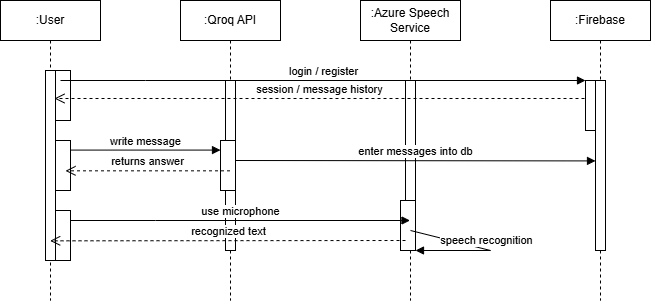 :User
:Qroq API
:Azure Speech
Service
:Firebase
login / register
session / message history
write message
enter messages into db
returns answer
use microphone
recognized text
speech recognition